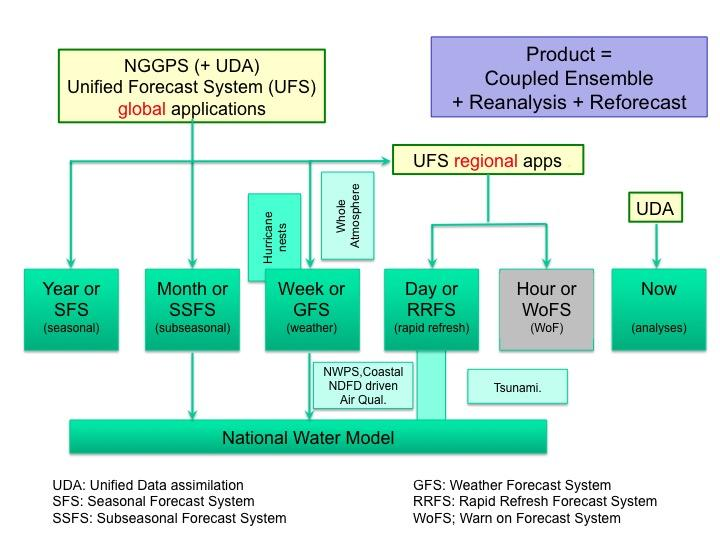 NGGPS (+ UDA)
Unified Forecast System (UFS)
global applications
Product =
Coupled Ensemble
+ Reanalysis + Reforecast
UFS regional apps
Hurricane
nests
Whole
Atmosphere
UDA
Year or
SFS
(seasonal)
Month or
SSFS
(subseasonal)
Week or
GFS
(weather)
Day or
RRFS
(rapid refresh)
Hour or
WoFS
(WoF)
Now
(analyses)
NWPS,Coastal
NDFD driven
Air Qual.
Tsunami.
National Water Model
UDA: Unified Data assimilation
SFS: Seasonal Forecast System
SSFS: Subseasonal Forecast System
GFS: Weather Forecast System
RRFS: Rapid Refresh Forecast System
WoFS; Warn on Forecast System